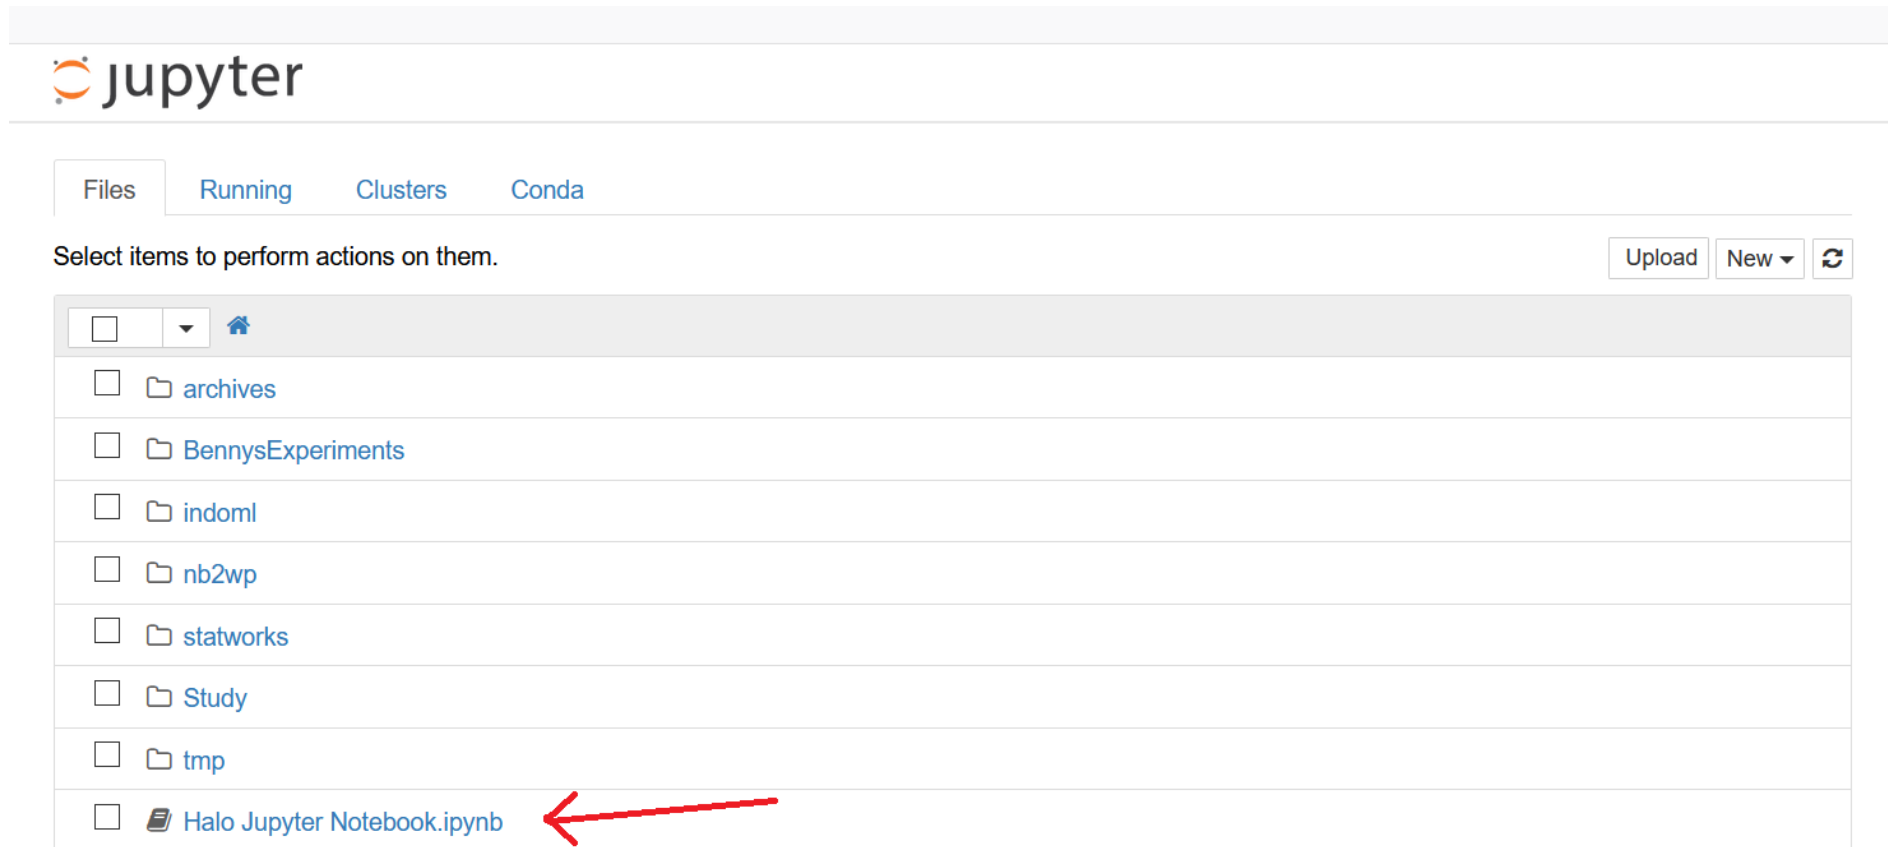 jupyter
Files Running Clusters Conda
Select items to perform actions on them. Upload New
archives
BennysExperiments
indoml
nb2wp
statworks
Study
tmp
Halo Jupyter Notebook.ipynb